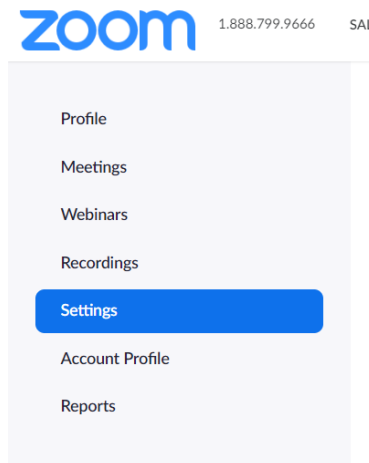 zoom 1.888.799.9666
Profile
Meetings
Webinars
Recordings
Settings
Account Profile
Reports